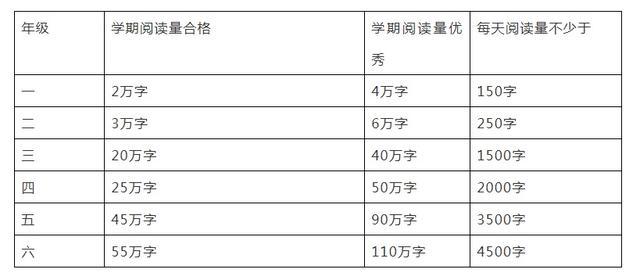 年级 学期阅读量合格 学期阅读量优秀 每天阅读量不少于
一 2万字 4万字 150字
二 3万字 6万字 250字
三 20万字 40万字 1500字
四 25万字 50万字 2000字
五 45万字 90万字 3500字
六 55万字 110万字 4500字